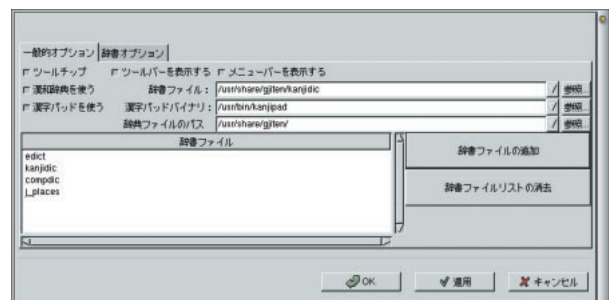 一般的オプション 辞書オプション
ツールチップ ツールバーを表示する メニューバーを表示する
漢和辞典を使う 辞書ファイル: /usr/share/gjiten/kanjidic 参照...
漢字パッドを使う 漢字パッドバイナリ: /usr/bin/kanjipad 参照...
辞典ファイルのパス /usr/share/gjiten/ 参照...
辞書ファイル
edict
kanjidic
compdic
j_places
辞書ファイルの追加
辞書ファイルリストの消去
OK 適用 キャンセル